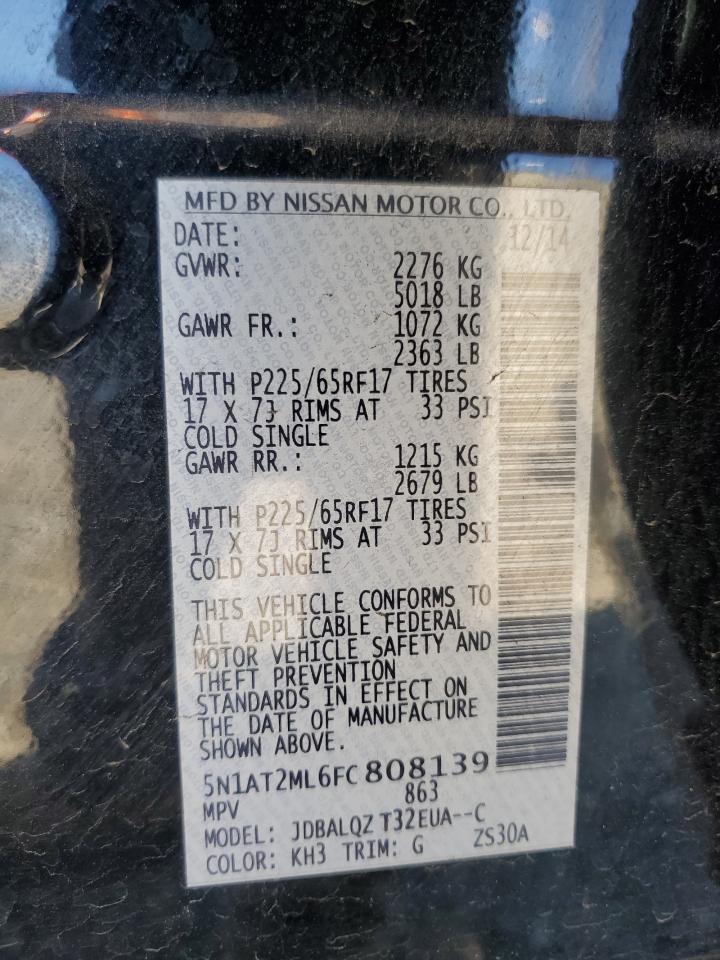 MFD BY NISSAN MOTOR CO., LTD.
DATE: 12/14
GVWR: 2276 KG
5018 LB
GAWR FR.: 1072 KG
2363 LB
WITH P225/65RF17 TIRES
17 X 7J RIMS AT 33 PSI
COLD SINGLE
GAWR RR.: 1215 KG
2679 LB
WITH P225/65RF17 TIRES
17 X 7J RIMS AT 33 PSI
COLD SINGLE
THIS VEHICLE CONFORMS TO
ALL APPLICABLE FEDERAL
MOTOR VEHICLE SAFETY AND
THEFT PREVENTION
STANDARDS IN EFFECT ON
THE DATE OF MANUFACTURE
SHOWN ABOVE.
5N1AT2ML6FC808139
MPV 863
MODEL: JDBALQZ T32EUA--C
COLOR: KH3 TRIM: G ZS30A